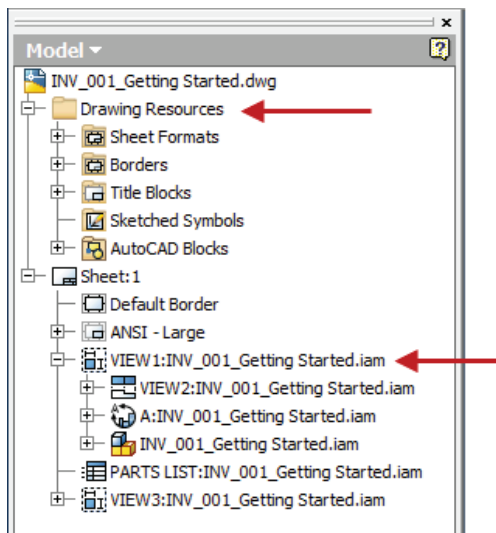 Model
INV_001_Getting Started.dwg
Drawing Resources
Sheet Formats
Borders
Title Blocks
Sketched Symbols
AutoCAD Blocks
Sheet:1
Default Border
ANSI - Large
VIEW1:INV_001_Getting Started.iam
VIEW2:INV_001_Getting Started.iam
A:INV_001_Getting Started.iam
INV_001_Getting Started.iam
PARTS LIST:INV_001_Getting Started.iam
VIEW3:INV_001_Getting Started.iam